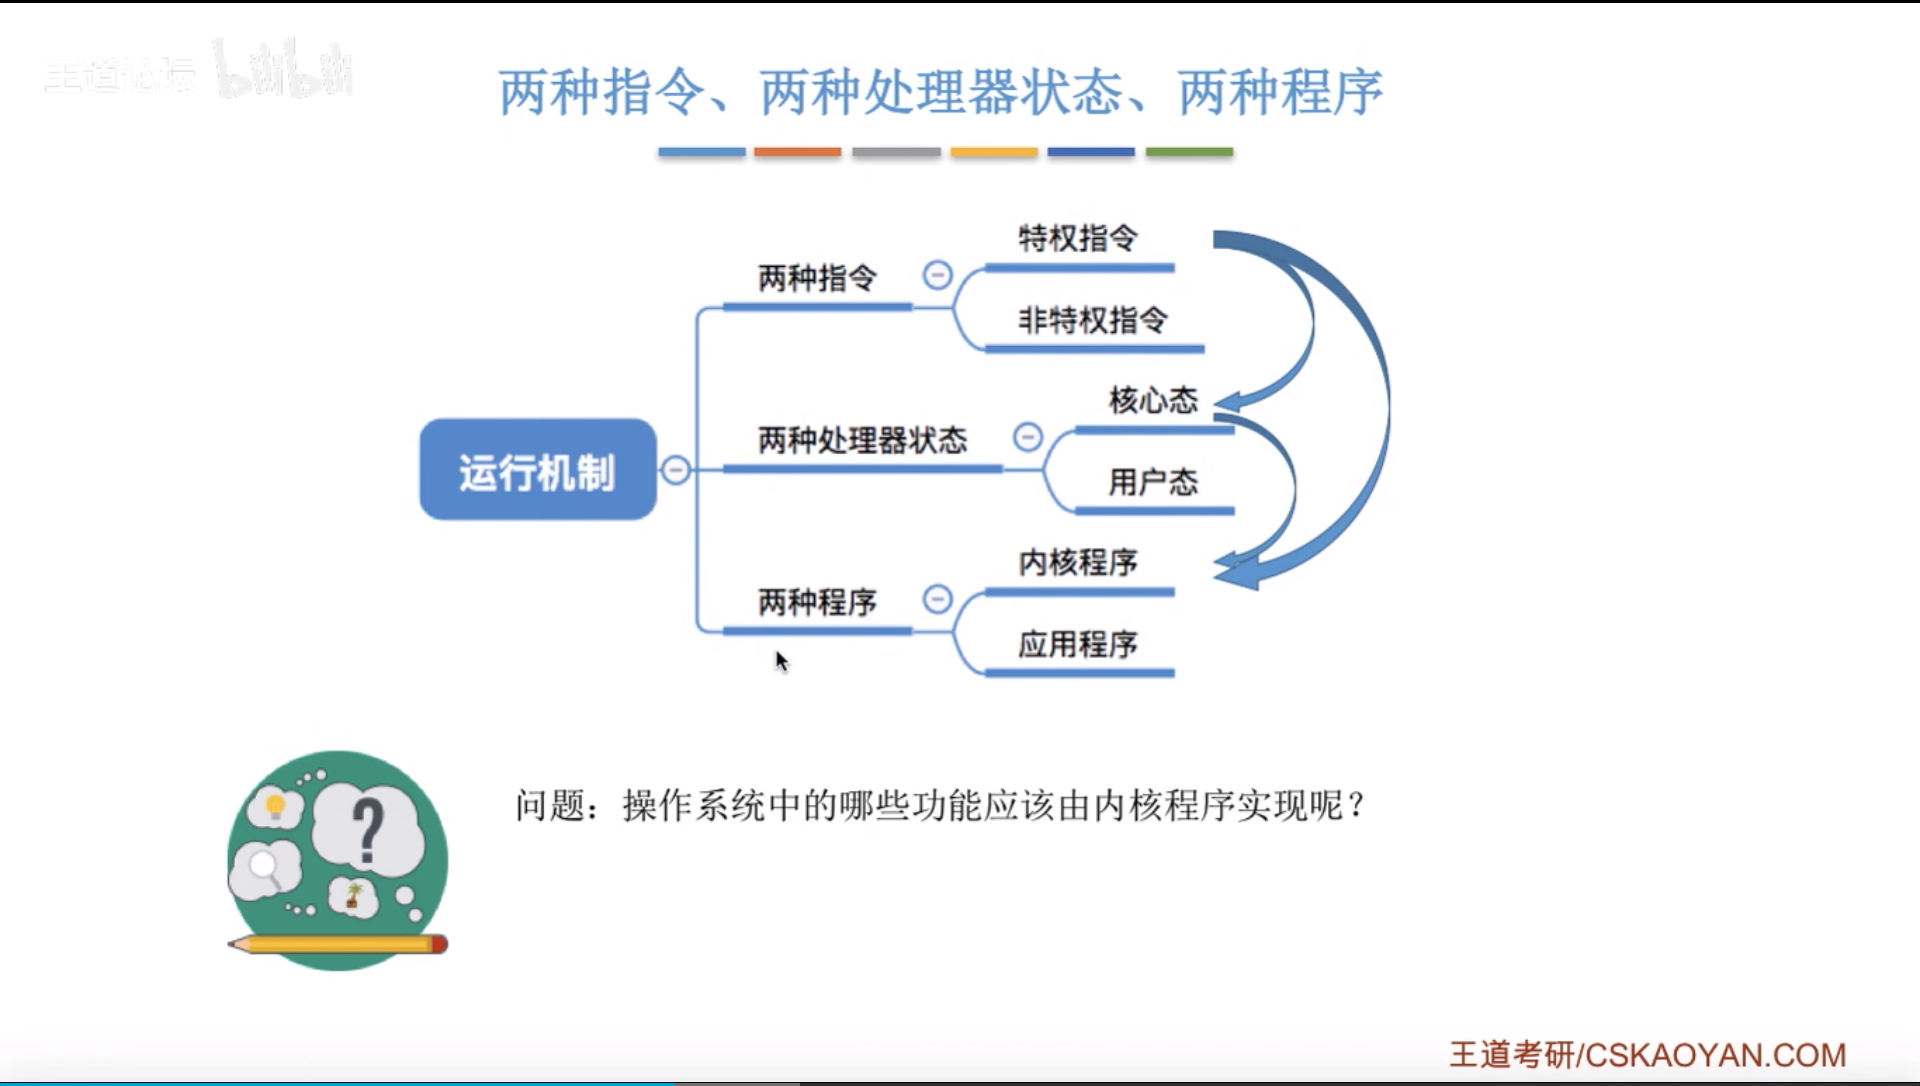 王道论坛 bilibili
两种指令、两种处理器状态、两种程序
特权指令
两种指令
非特权指令
核心态
两种处理器状态
运行机制
用户态
内核程序
两种程序
应用程序
?
问题：操作系统中的哪些功能应该由内核程序实现呢？
王道考研/CSKAOYAN.COM